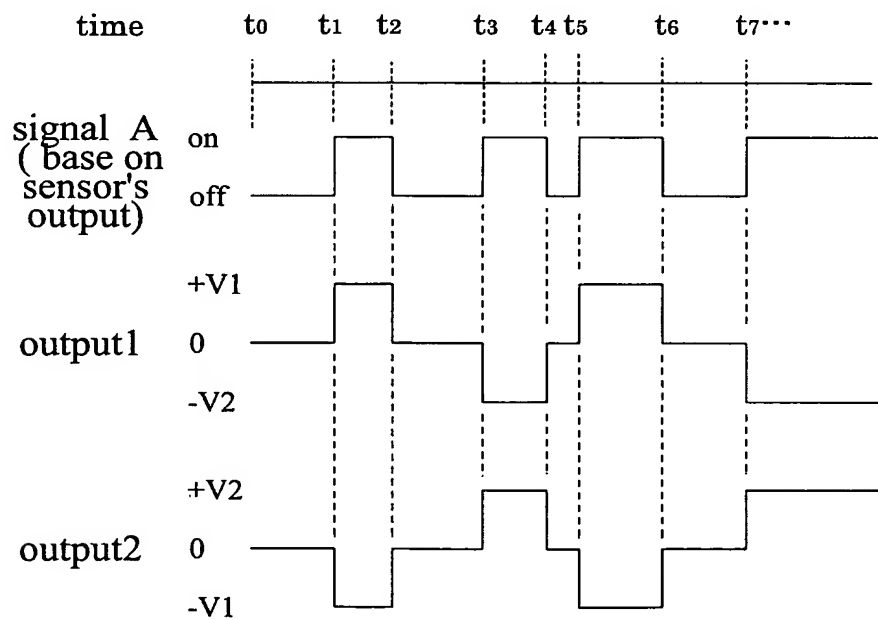 time t0 t1 t2 t3 t4 t5 t6 t7···
signal A
( base on
sensor's
output)
on
off
+V1
output1 0
-V2
+V2
output2 0
-V1